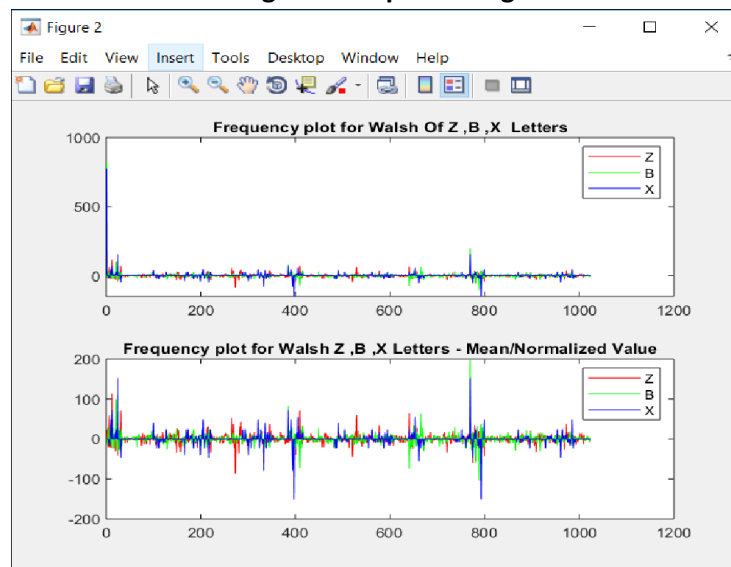 Figure 2
File Edit View Insert Tools Desktop Window Help
Frequency plot for Walsh Of Z ,B ,X Letters
1000
500
0
0 200 400 600 800 1000 1200
Z
B
X
Frequency plot for Walsh Z ,B ,X Letters - Mean/Normalized Value
200
100
0
-100
-200
0 200 400 600 800 1000 1200
Z
B
X